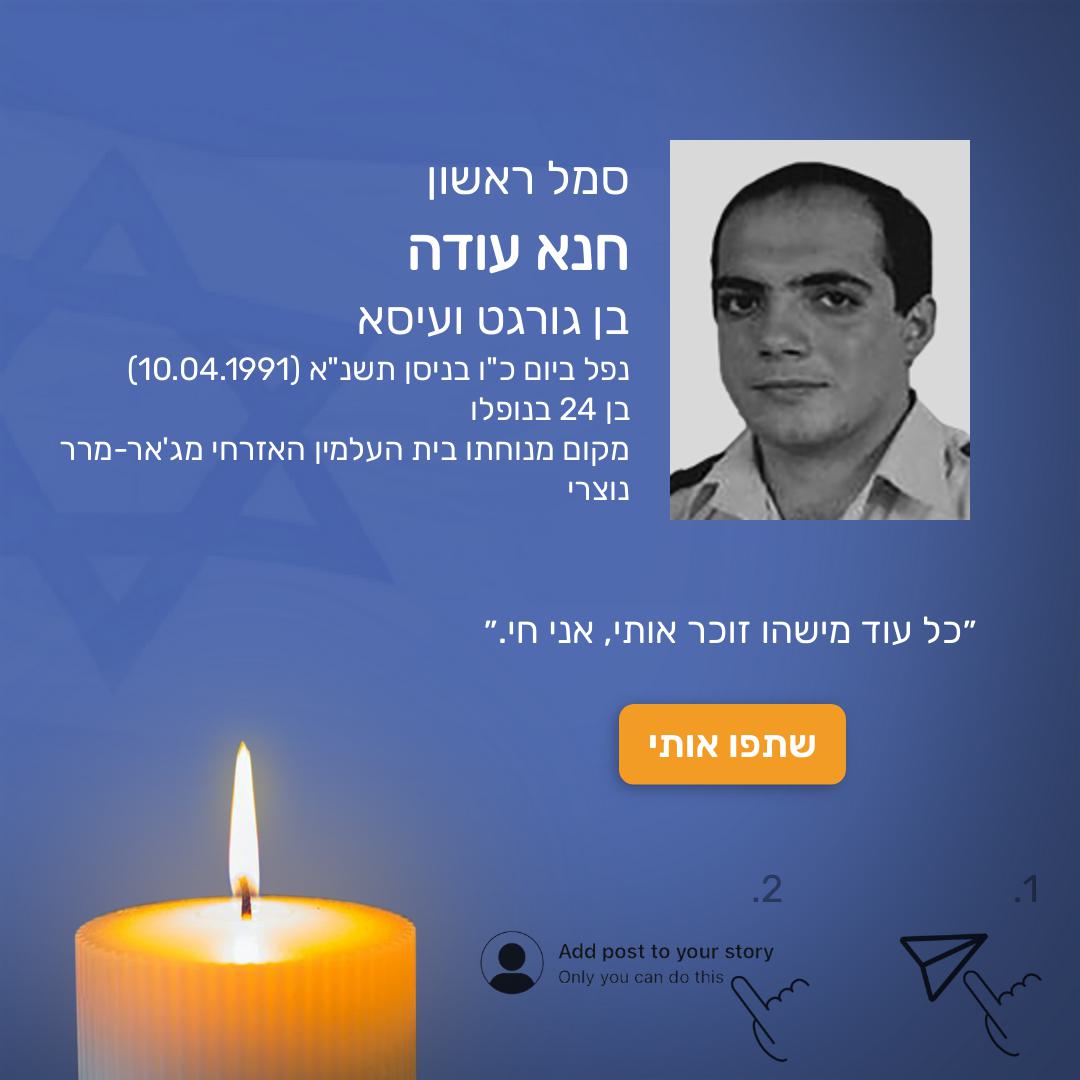 סמל ראשון
חנא עודה
בן גורגט ועיסא
נפל ביום כ"ו בניסן תשנ"א (10.04.1991)
בן 24 בנופלו
מקום מנוחתו בית העלמין האזרחי מג'אר-מרר
נוצרי
״כל עוד מישהו זוכר אותי, אני חי.״
שתפו אותי
.1
.2
Add post to your story
Only you can do this